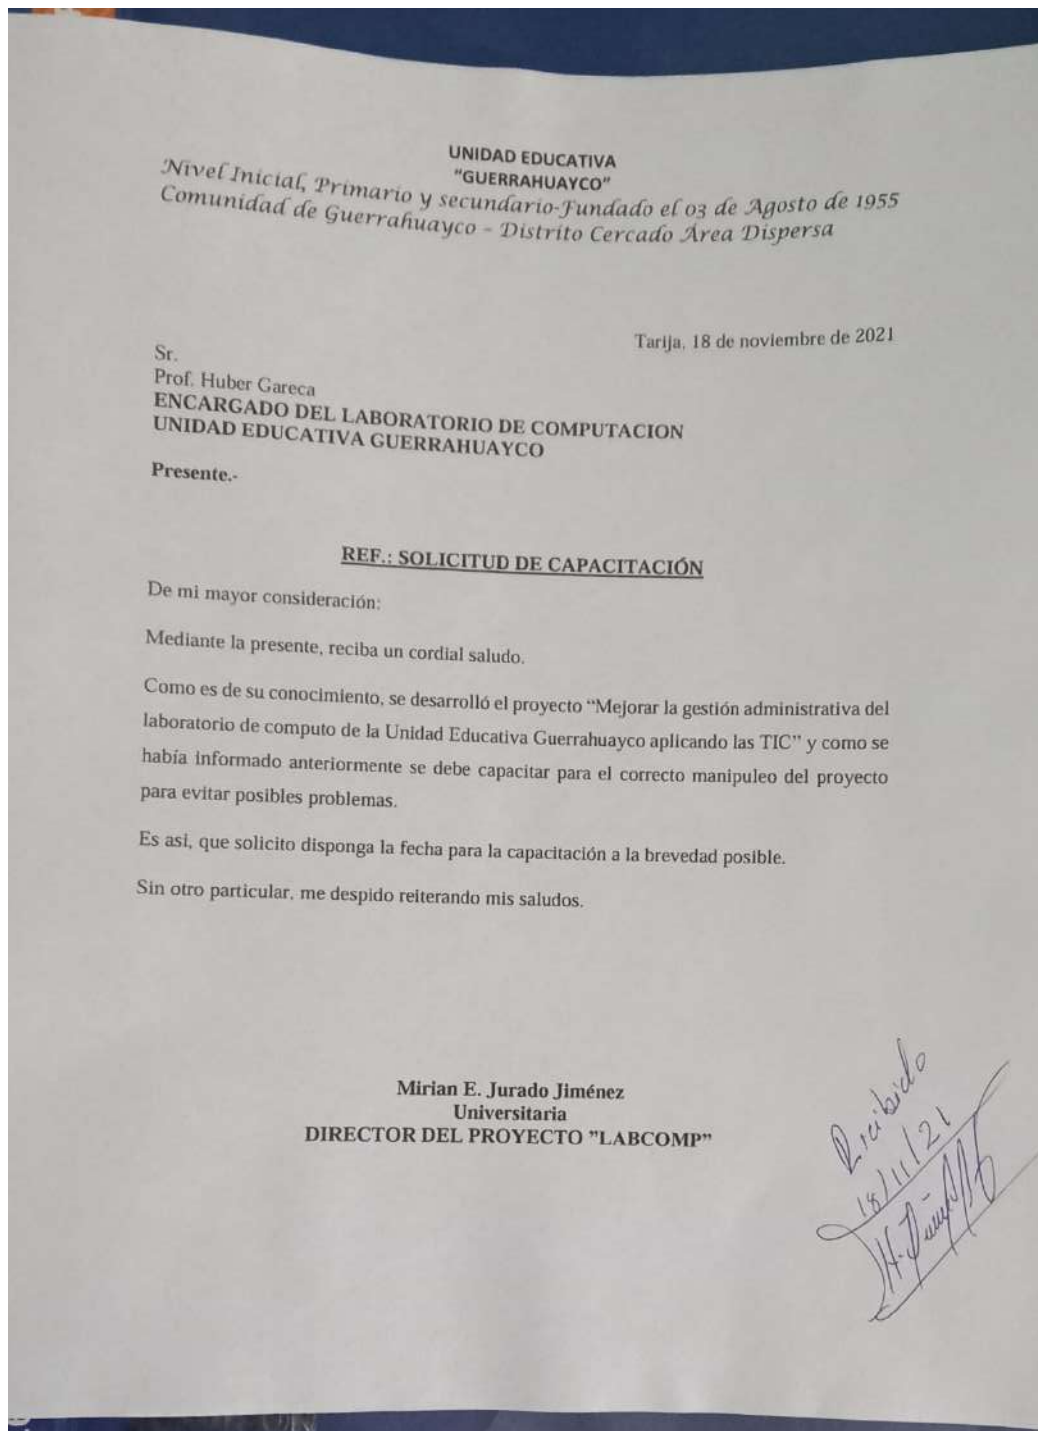 UNIDAD EDUCATIVA
"GUERRAHUAYCO"
Nivel Inicial, Primario y secundario-Fundado el 03 de Agosto de 1955
Comunidad de Guerrahuayco - Distrito Cercado Área Dispersa
Tarija, 18 de noviembre de 2021
Sr.
Prof. Huber Gareca
ENCARGADO DEL LABORATORIO DE COMPUTACION
UNIDAD EDUCATIVA GUERRAHUAYCO
Presente.-
REF.: SOLICITUD DE CAPACITACIÓN
De mi mayor consideración:
Mediante la presente, reciba un cordial saludo.
Como es de su conocimiento, se desarrolló el proyecto “Mejorar la gestión administrativa del
laboratorio de computo de la Unidad Educativa Guerrahuayco aplicando las TIC” y como se
había informado anteriormente se debe capacitar para el correcto manipuleo del proyecto
para evitar posibles problemas.
Es asi, que solicito disponga la fecha para la capacitación a la brevedad posible.
Sin otro particular, me despido reiterando mis saludos.
Mirian E. Jurado Jiménez
Universitaria
DIRECTOR DEL PROYECTO ”LABCOMP”
Recibido
18/11/21